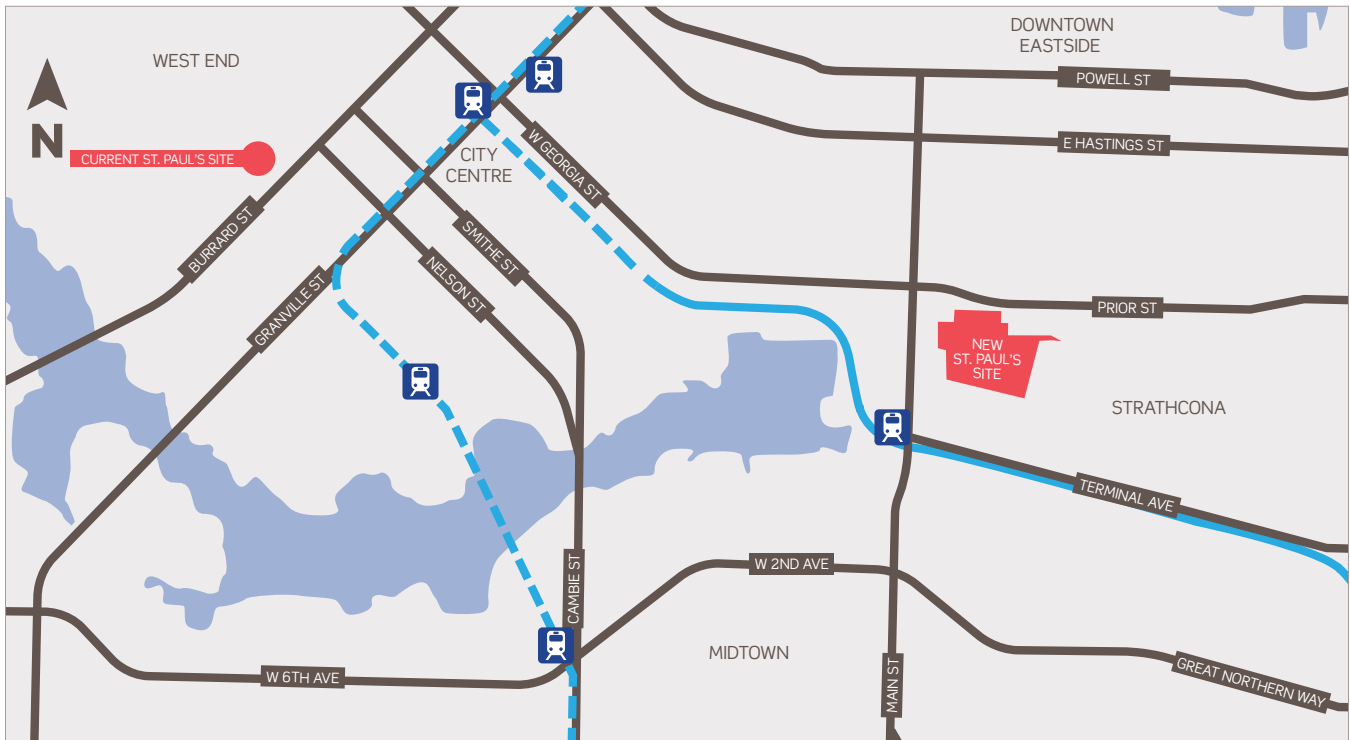 DOWNTOWN
EASTSIDE
WEST END
POWELL ST
E HASTINGS ST
N
CURRENT ST. PAUL'S SITE
CITY
CENTRE
W GEORGIA ST
BURRARD ST
SMITHE ST
NELSON ST
GRANVILLE ST
PRIOR ST
NEW
ST. PAUL'S
SITE
STRATHCONA
TERMINAL AVE
W 2ND AVE
CAMBIE ST
MIDTOWN
W 6TH AVE
MAIN ST
GREAT NORTHERN WAY